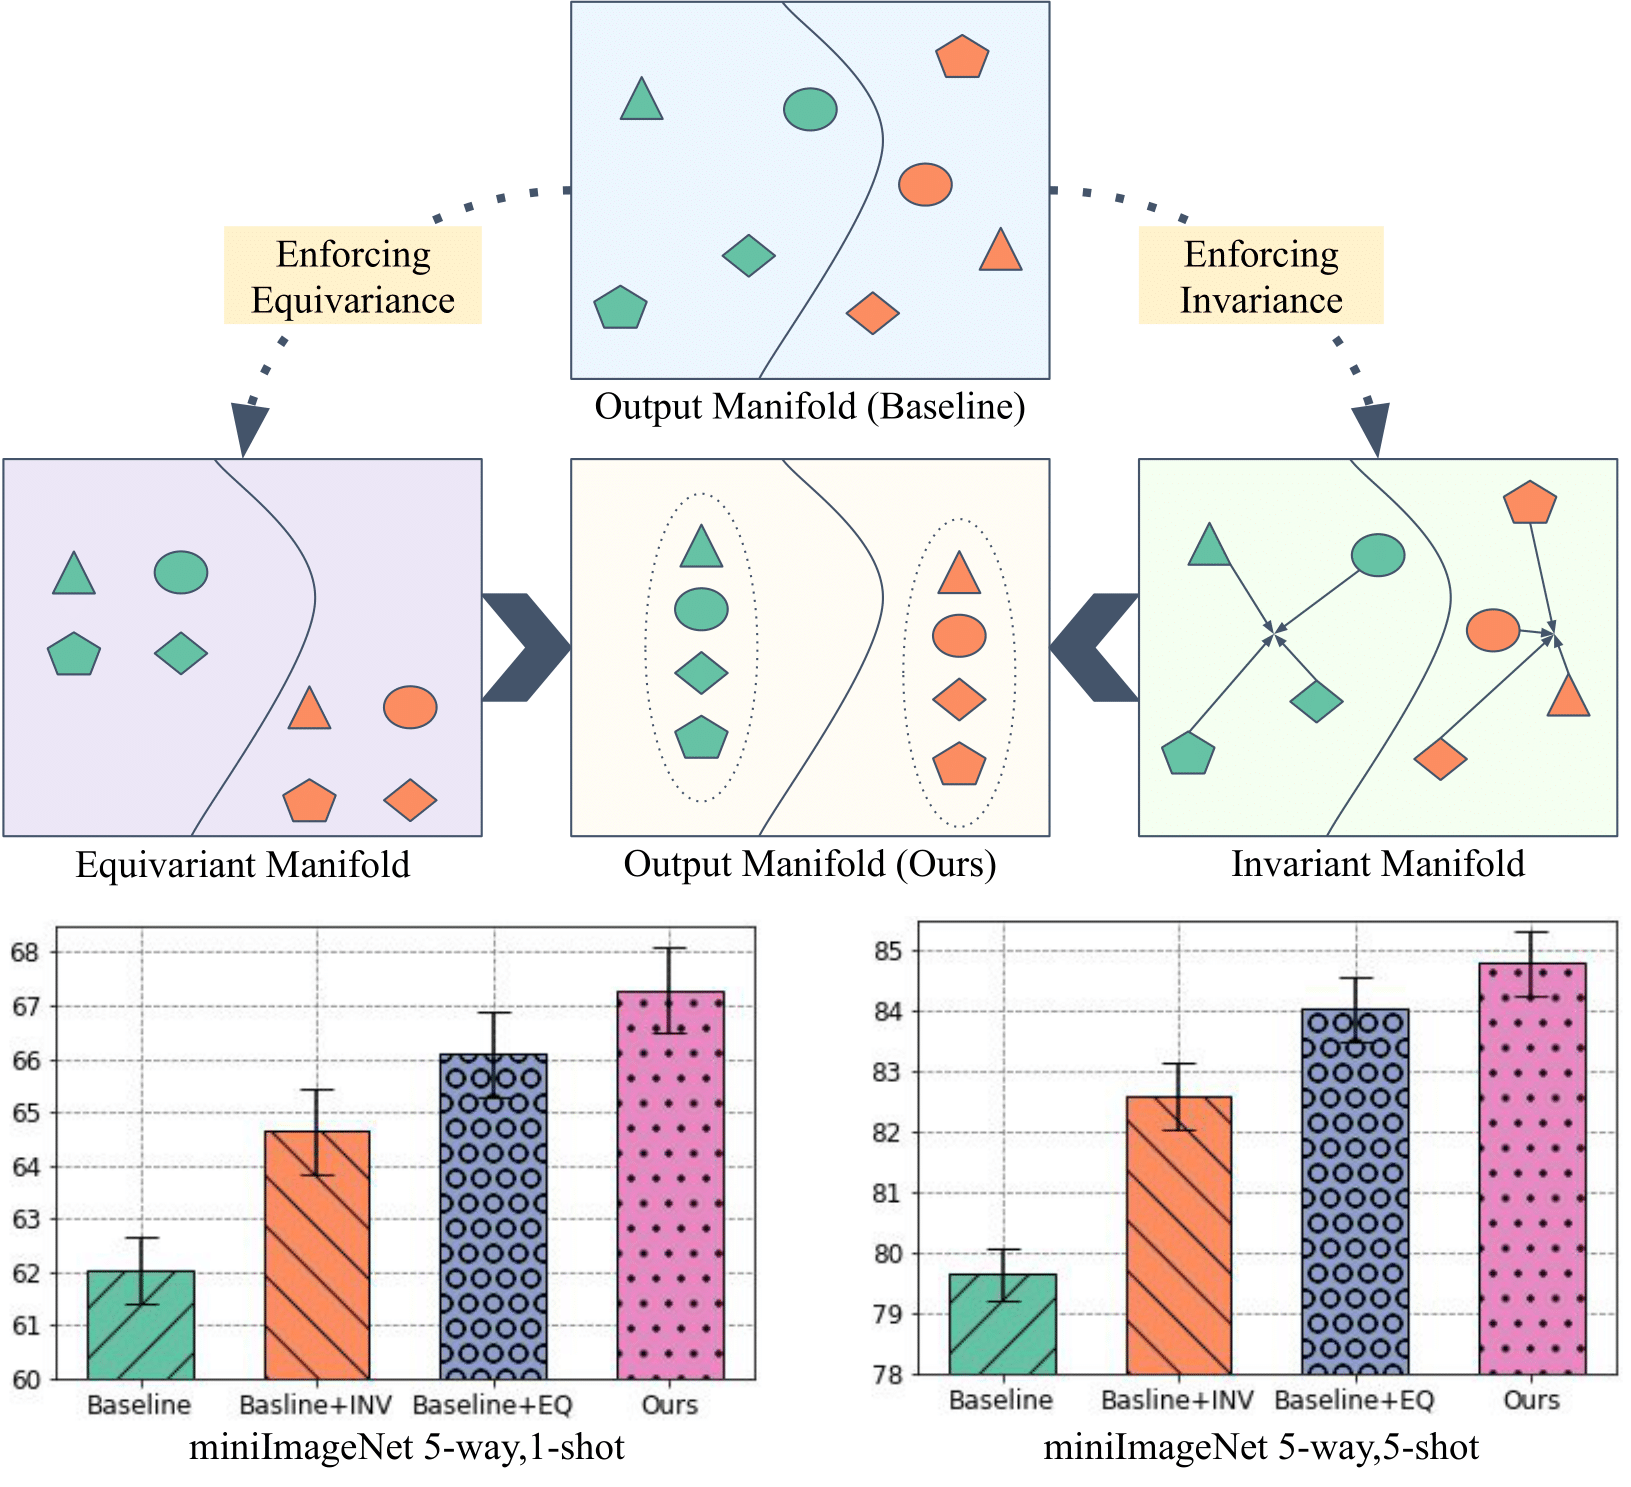 Enforcing
Equivariance
Enforcing
Invariance
Output Manifold (Baseline)
Equivariant Manifold
Output Manifold (Ours)
Invariant Manifold
68
67
66
65
64
63
62
61
60
Baseline
Basline+INV
Baseline+EQ
Ours
miniImageNet 5-way,1-shot
85
84
83
82
81
80
79
78
Baseline
Basline+INV
Baseline+EQ
Ours
miniImageNet 5-way,5-shot